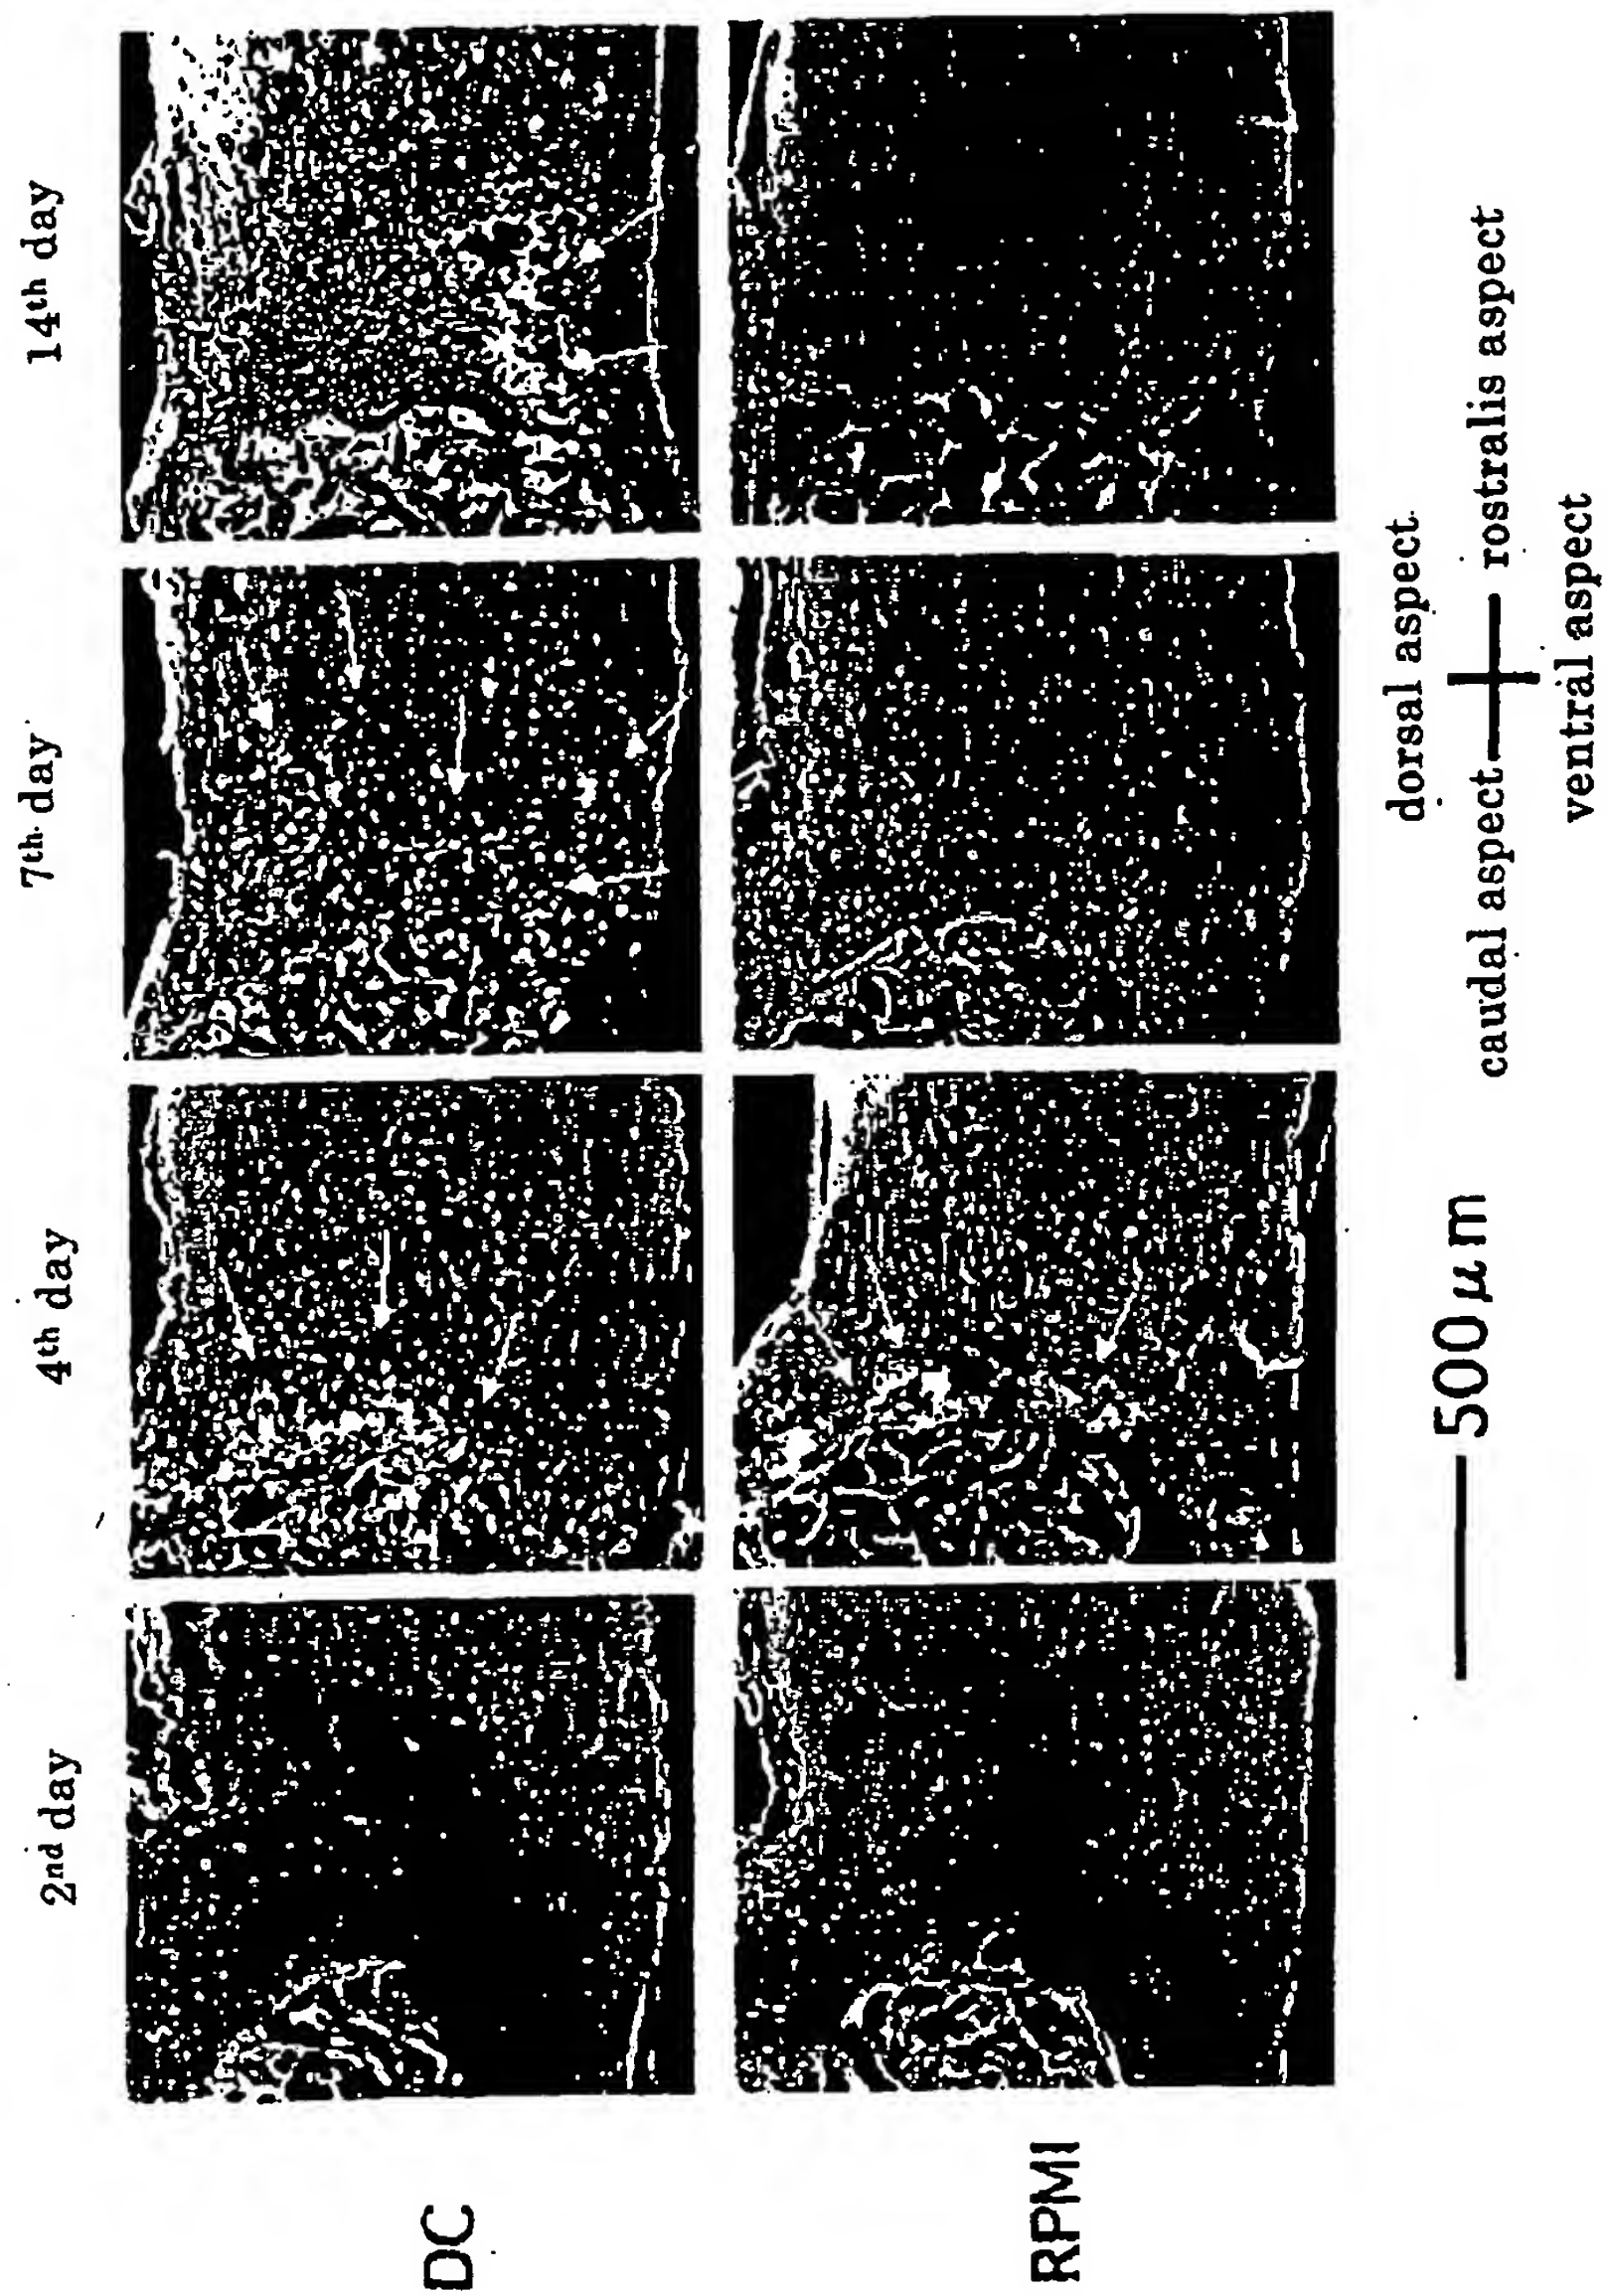 2nd day
4th day
7th day
14th day
DC
RPMI
500μm
dorsal aspect
caudal aspect
rostralis aspect
ventral aspect